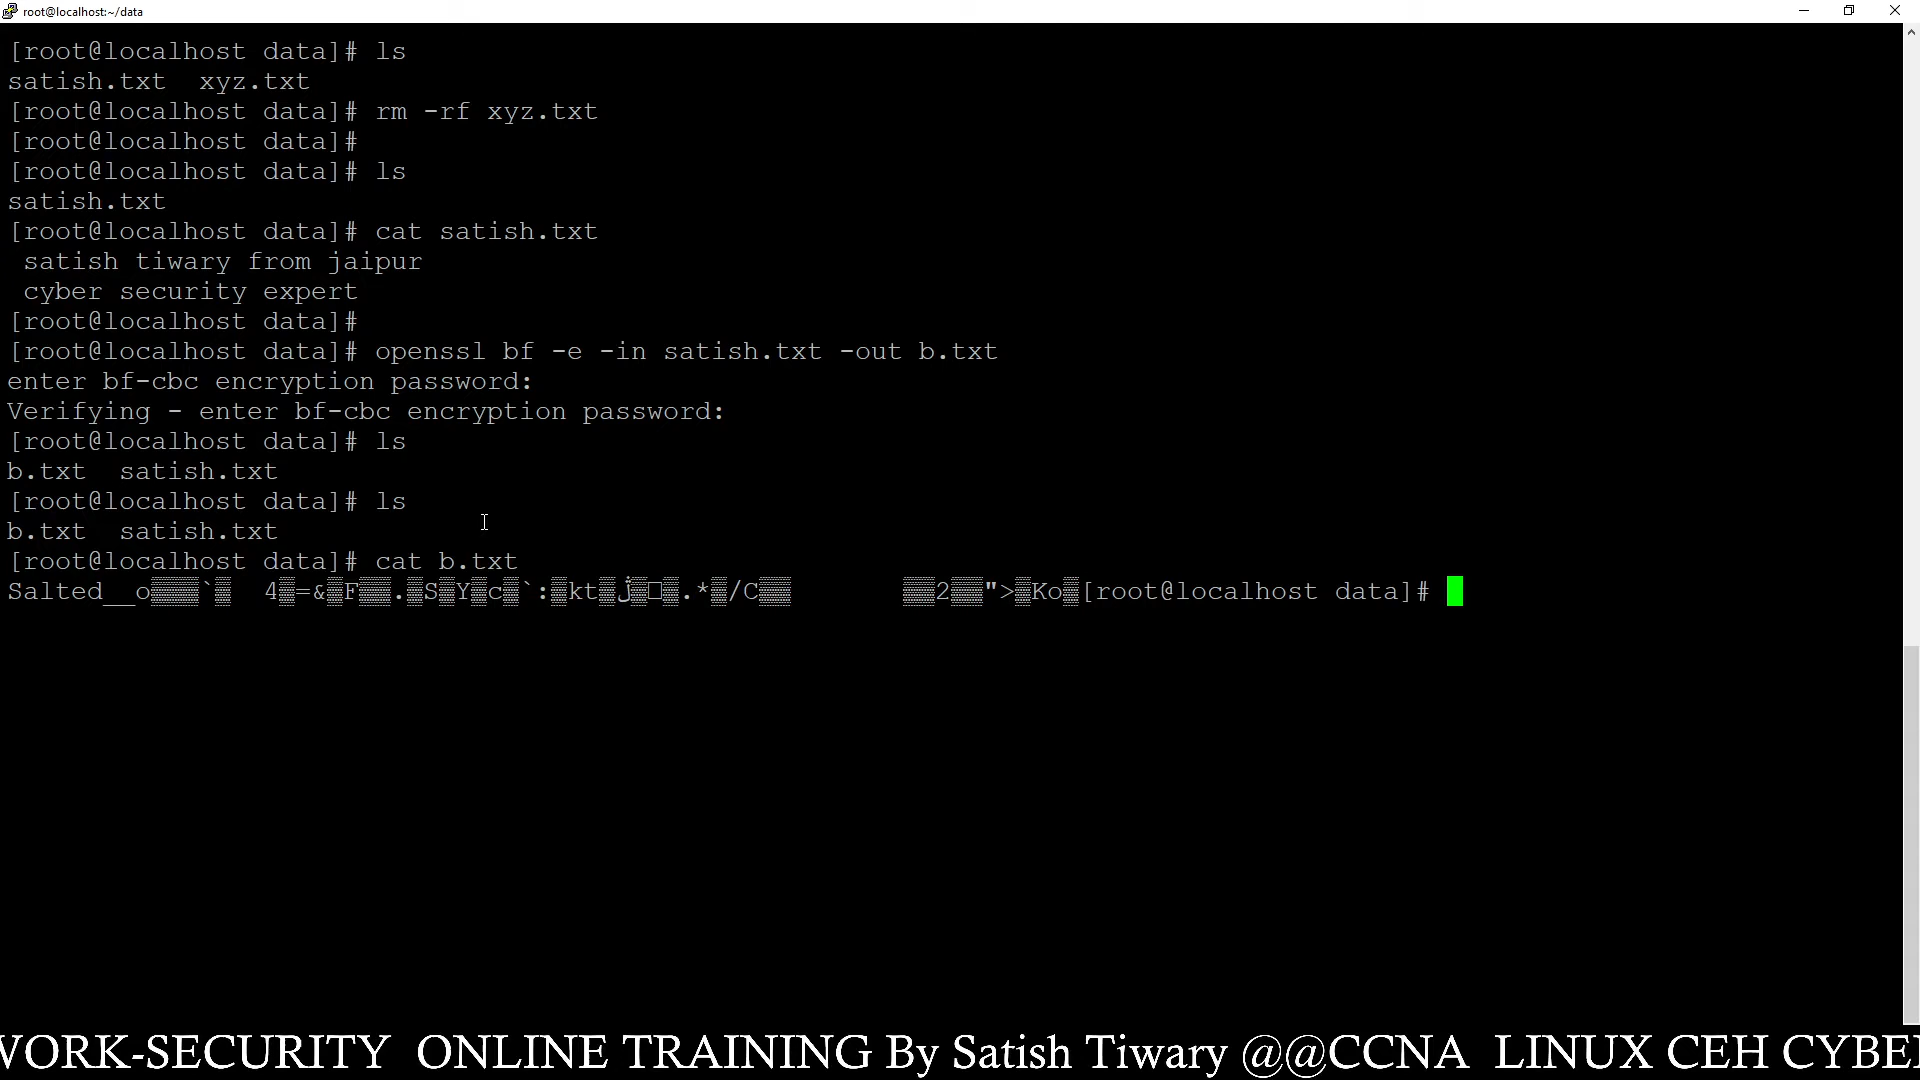 root@localhost:~/data
[root@localhost data]# ls
satish.txt  xyz.txt
[root@localhost data]# rm -rf xyz.txt
[root@localhost data]#
[root@localhost data]# ls
satish.txt
[root@localhost data]# cat satish.txt
 satish tiwary from jaipur
 cyber security expert
[root@localhost data]#
[root@localhost data]# openssl bf -e -in satish.txt -out b.txt
enter bf-cbc encryption password:
Verifying - enter bf-cbc encryption password:
[root@localhost data]# ls
b.txt  satish.txt
[root@localhost data]# ls
b.txt  satish.txt
[root@localhost data]# cat b.txt
Salted__o▒▒▒`▒  4▒=&▒F▒▒.▒S▒Y▒c▒`:▒kt▒▒□▒.*▒/C▒▒       ▒▒2▒▒">▒Ko▒[root@localhost data]#
WORK-SECURITY  ONLINE TRAINING By Satish Tiwary @@CCNA  LINUX CEH CYBE